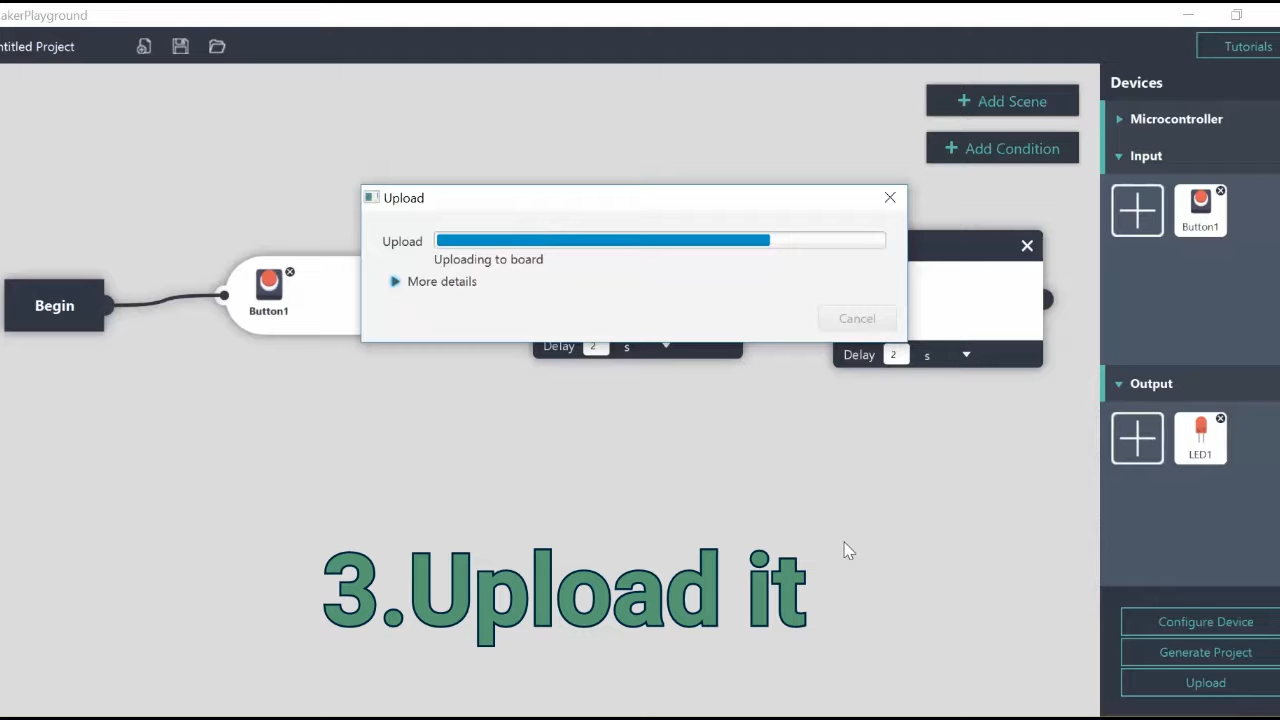 akerPlayground
ntitled Project
Tutorials
Devices
+ Add Scene
Microcontroller
+ Add Condition
Input
Upload
Button1
Upload
Uploading to board
More details
Begin
Button1
Cancel
Delay 2 s
Delay 2 s
Output
LED1
3.Upload it
Configure Device
Generate Project
Upload